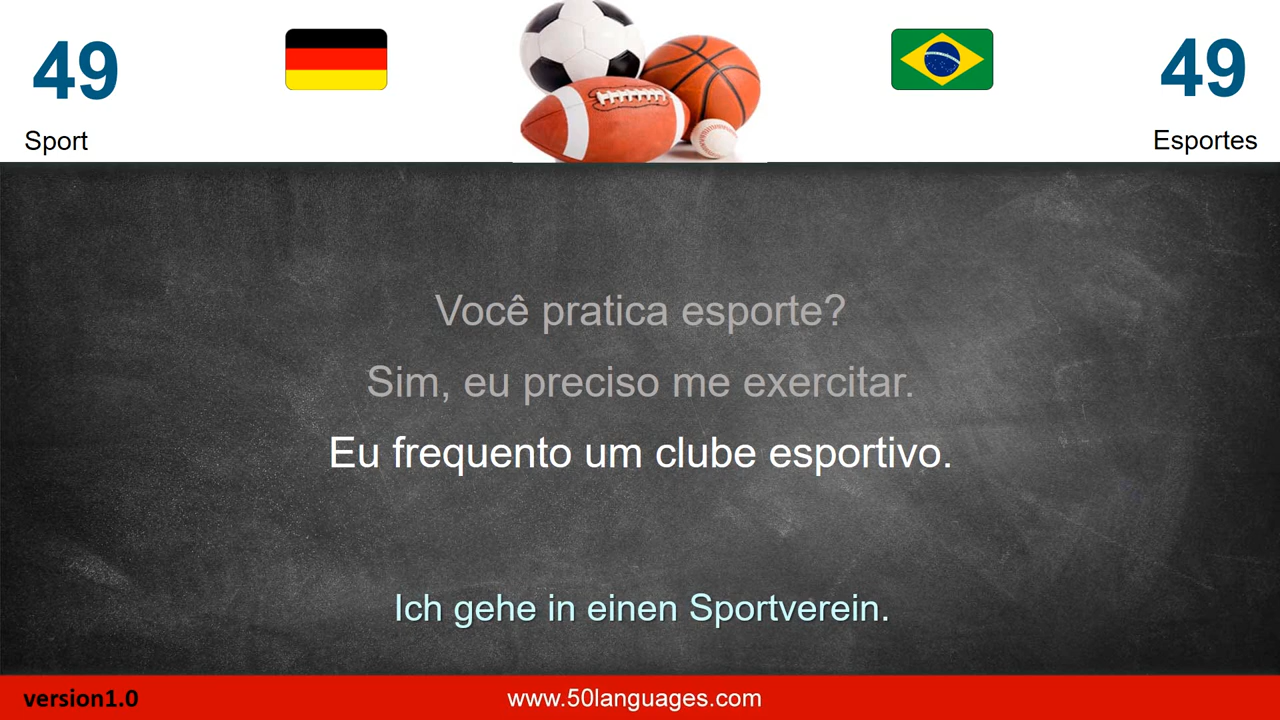 49
49
Sport
Esportes
Você pratica esporte?
Sim, eu preciso me exercitar.
Eu frequento um clube esportivo.
Ich gehe in einen Sportverein.
version1.0
www.50languages.com